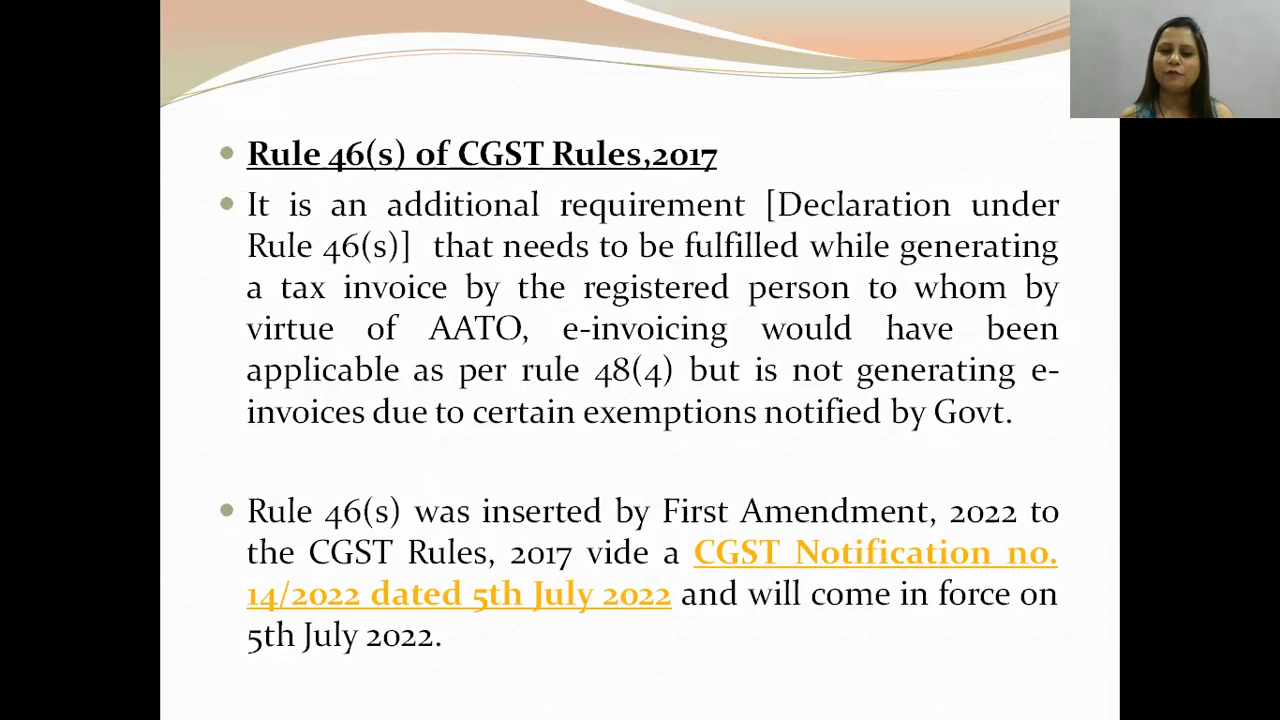 Rule 46(s) of CGST Rules,2017
It is an additional requirement [Declaration under
Rule 46(s)] that needs to be fulfilled while generating
a tax invoice by the registered person to whom by
virtue of AATO, e-invoicing would have been
applicable as per rule 48(4) but is not generating e-
invoices due to certain exemptions notified by Govt.
Rule 46(s) was inserted by First Amendment, 2022 to
the CGST Rules, 2017 vide a CGST Notification no.
14/2022 dated 5th July 2022 and will come in force on
5th July 2022.